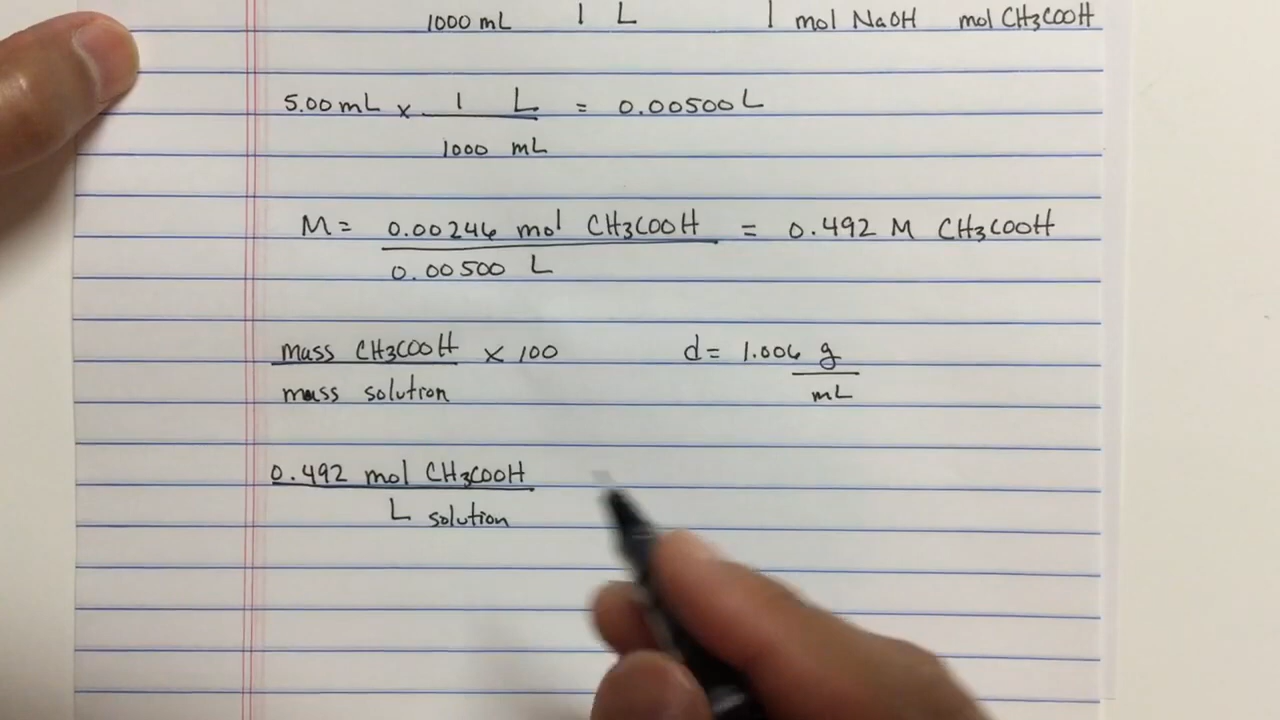 1000 mL 1 L 1 mol NaOH mol CH3COOH
5.00 mL x 1 L = 0.00500 L
1000 mL
M = 0.00246 mol CH3COOH = 0.492 M CH3COOH
0.00500 L
mass CH3COOH x 100 d = 1.006 g
mass solution mL
0.492 mol CH3COOH
L solution